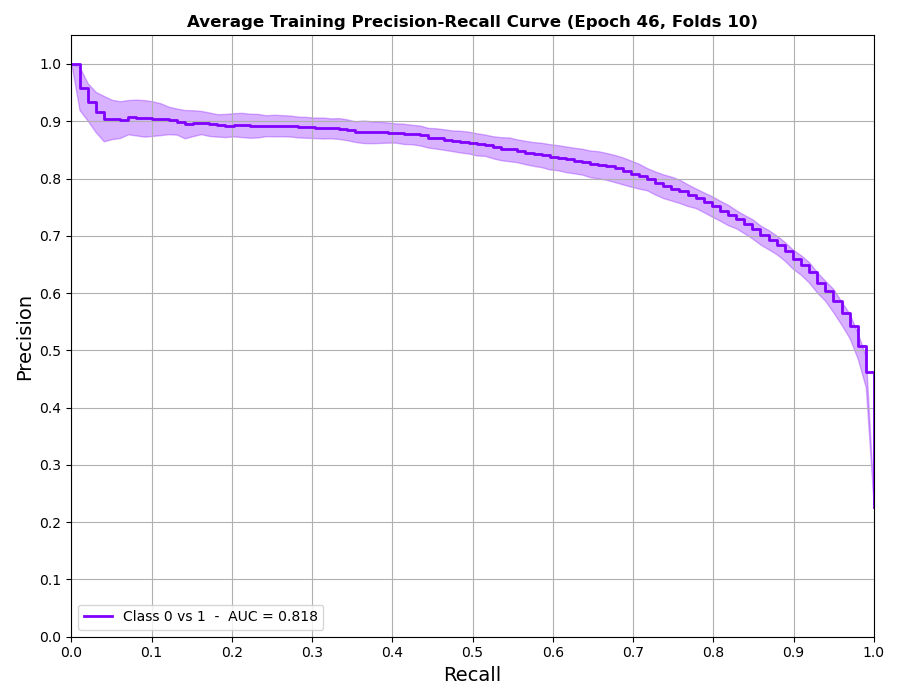 Average Training Precision-Recall Curve (Epoch 46, Folds 10)
Precision
1.0
0.9
0.8
0.7
0.6
0.5
0.4
0.3
0.2
0.1
0.0
Class 0 vs 1 - AUC = 0.818
0.0 0.1 0.2 0.3 0.4 0.5 0.6 0.7 0.8 0.9 1.0
Recall